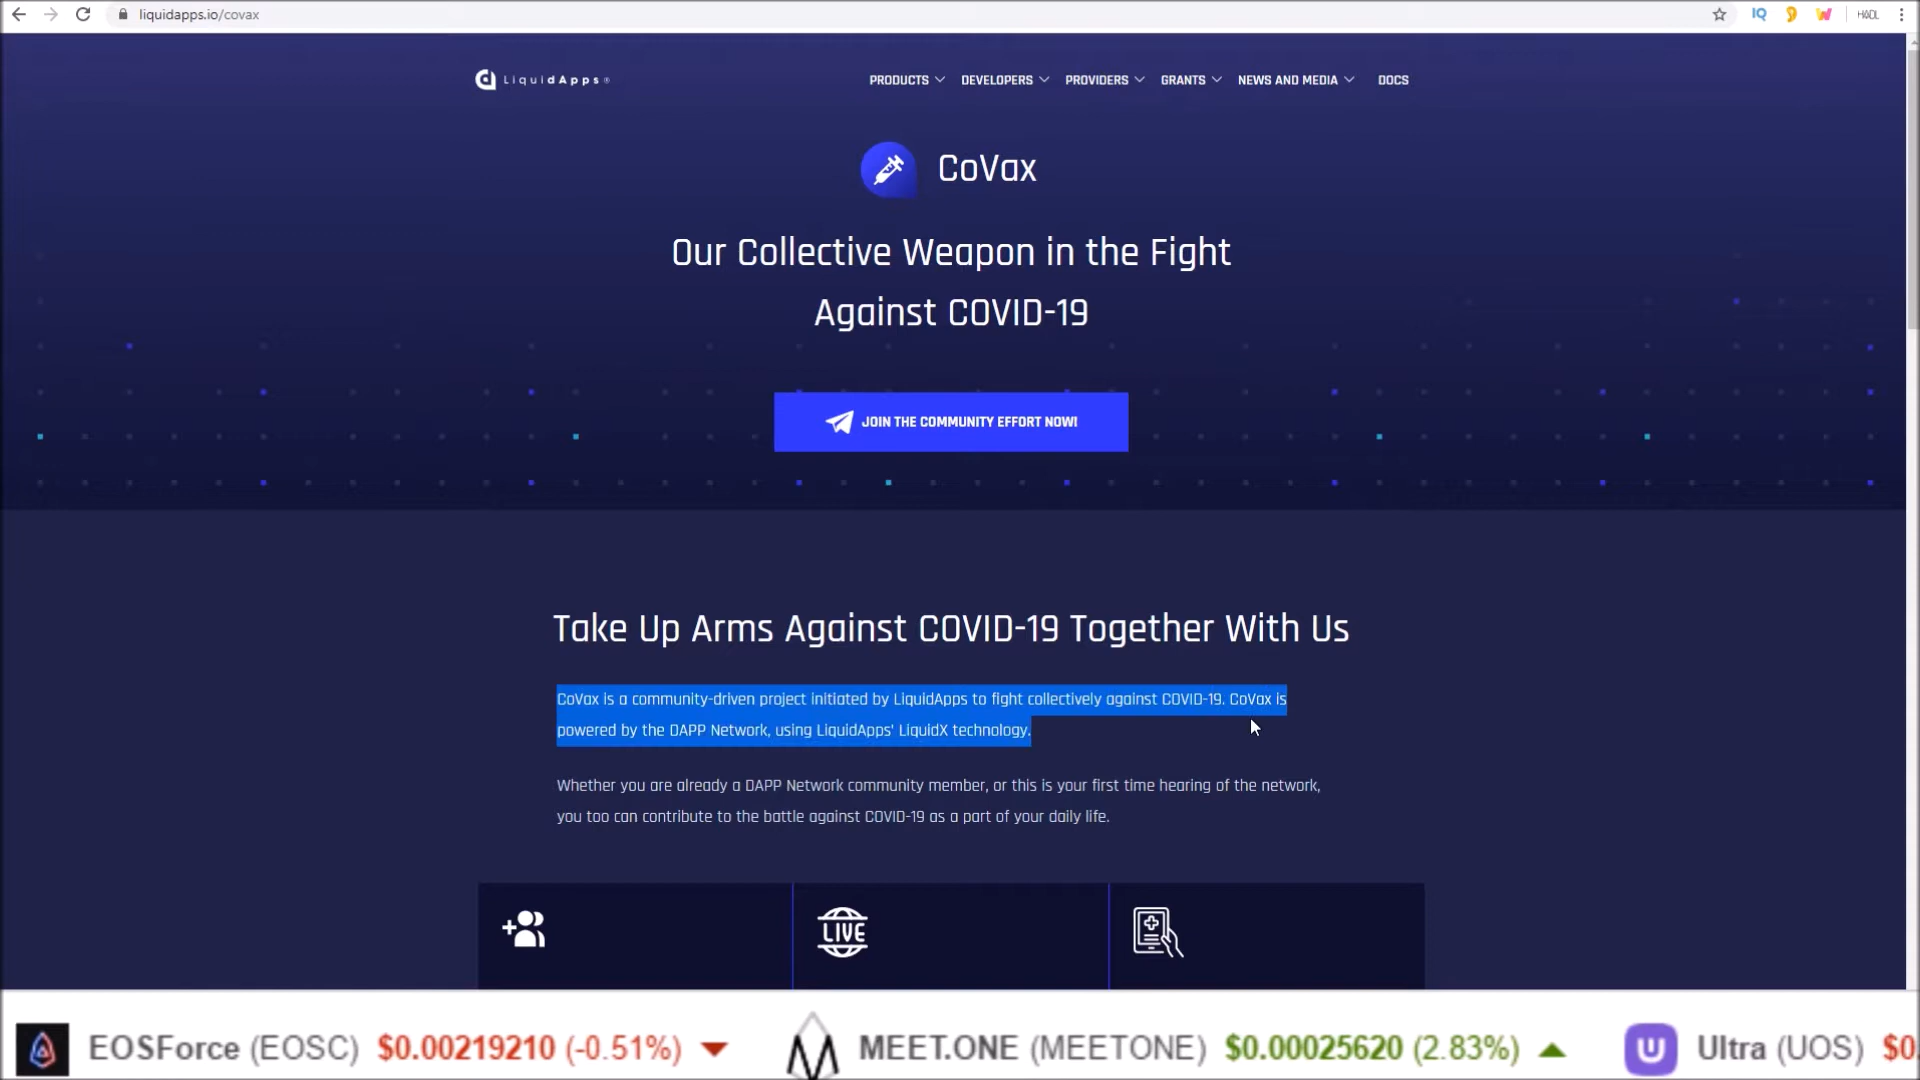 liquidapps.io/covax
LiquidApps
PRODUCTS DEVELOPERS PROVIDERS GRANTS NEWS AND MEDIA DOCS
CoVax
Our Collective Weapon in the Fight
Against COVID-19
JOIN THE COMMUNITY EFFORT NOW!
Take Up Arms Against COVID-19 Together With Us
CoVax is a community-driven project initiated by LiquidApps to fight collectively against COVID-19. CoVax is
powered by the DAPP Network, using LiquidApps' LiquidX technology.
Whether you are already a DAPP Network community member, or this is your first time hearing of the network,
you too can contribute to the battle against COVID-19 as a part of your daily life.
LIVE
EOSForce (EOSC) $0.00219210 (-0.51%) MEET.ONE (MEETONE) $0.00025620 (2.83%) Ultra (UOS) $0